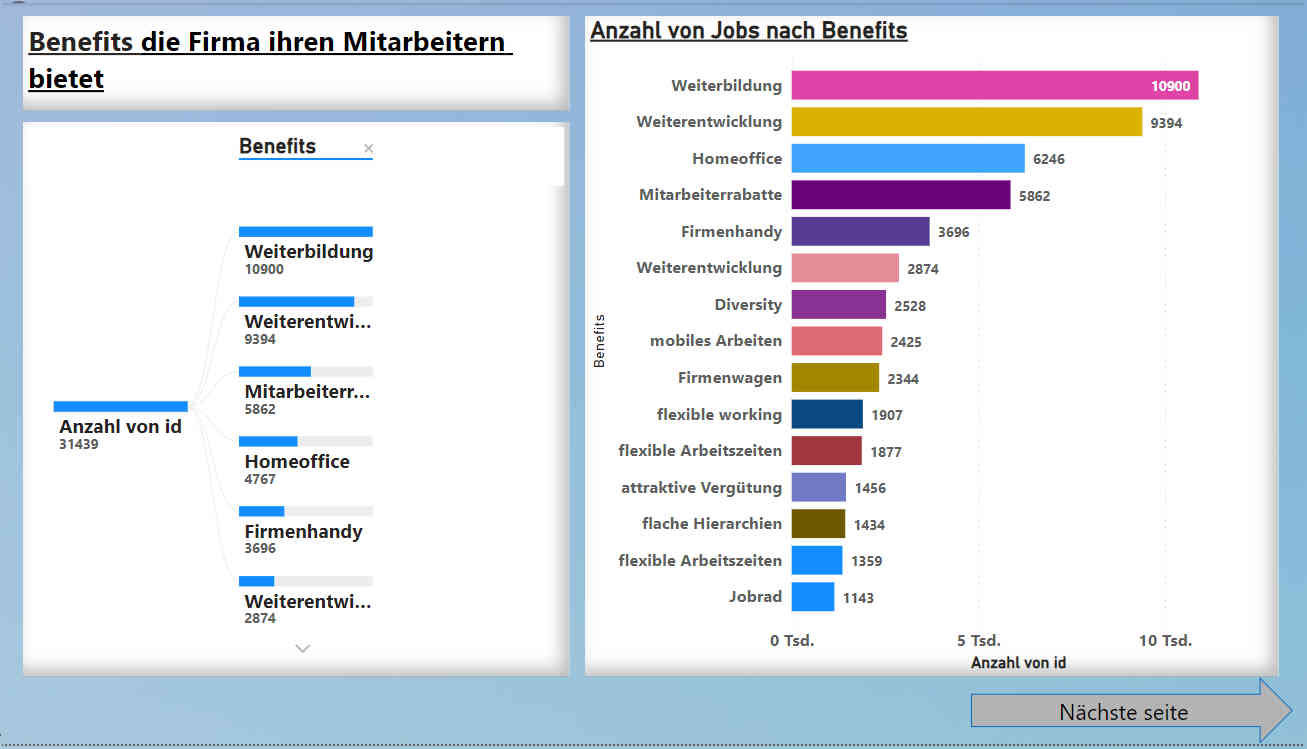 Benefits die Firma ihren Mitarbeitern
bietet
Benefits
Weiterbildung
10900
Weiterentwi...
9394
Mitarbeiterr...
5862
Anzahl von id
31439
Homeoffice
4767
Firmenhandy
3696
Weiterentwi...
2874
Anzahl von Jobs nach Benefits
Weiterbildung 10900
Weiterentwicklung 9394
Homeoffice 6246
Mitarbeiterrabatte 5862
Firmenhandy 3696
Weiterentwicklung 2874
Diversity 2528
mobiles Arbeiten 2425
Firmenwagen 2344
flexible working 1907
flexible Arbeitszeiten 1877
attraktive Vergütung 1456
flache Hierarchien 1434
flexible Arbeitszeiten 1359
Jobrad 1143
Benefits
0 Tsd. 5 Tsd. 10 Tsd.
Anzahl von id
Nächste seite